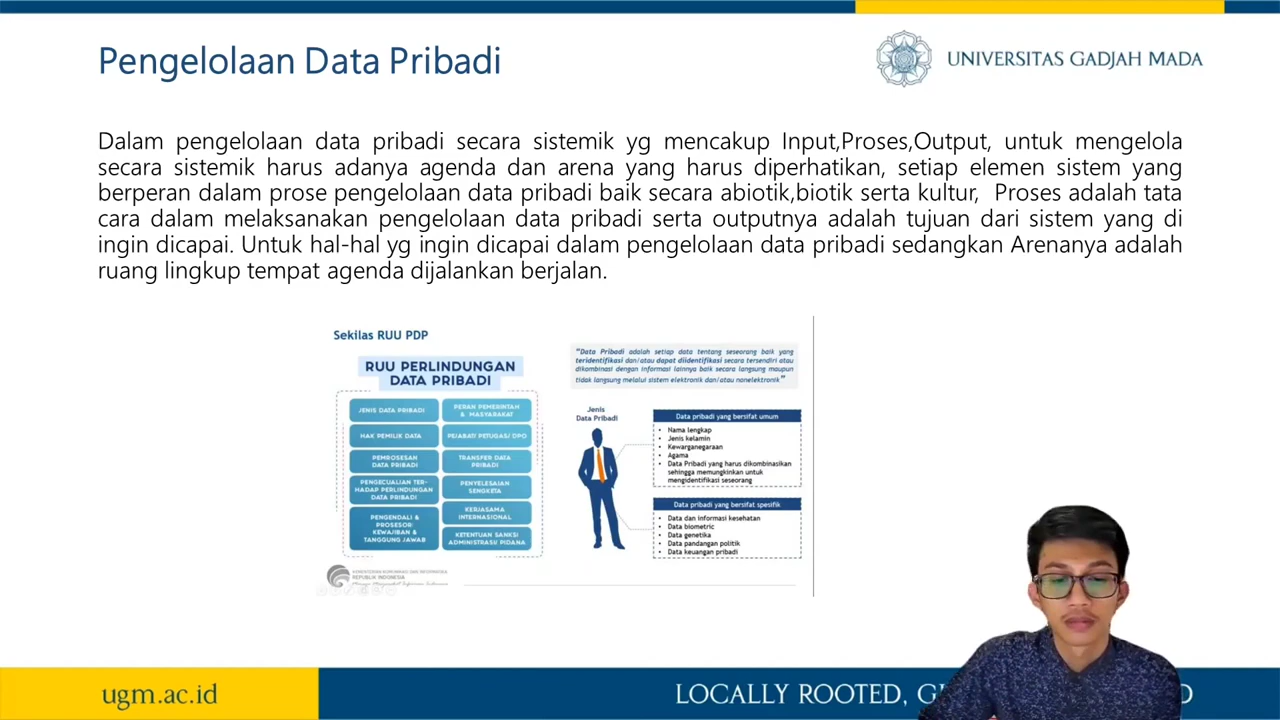 Pengelolaan Data Pribadi
UNIVERSITAS GADJAH MADA
Dalam pengelolaan data pribadi secara sistemik yg mencakup Input,Proses,Output, untuk mengelola
secara sistemik harus adanya agenda dan arena yang harus diperhatikan, setiap elemen sistem yang
berperan dalam prose pengelolaan data pribadi baik secara abiotik,biotik serta kultur, Proses adalah tata
cara dalam melaksanakan pengelolaan data pribadi serta outputnya adalah tujuan dari sistem yang di
ingin dicapai. Untuk hal-hal yg ingin dicapai dalam pengelolaan data pribadi sedangkan Arenanya adalah
ruang lingkup tempat agenda dijalankan berjalan.
Sekilas RUU PDP
RUU PERLINDUNGAN
DATA PRIBADI
JENIS DATA PRIBADI
PERAN PEMERINTAH
& MASYARAKAT
HAK PEMILIK DATA
PEJABAT/ PETUGAS/ DPO
PEMROSESAN
DATA PRIBADI
TRANSFER DATA
PRIBADI
PENGECUALIAN TER-
HADAP PERLINDUNGAN
DATA PRIBADI
PENYELESAIAN
SENGKETA
PENGENDALI &
PROSESOR:
KEWAJIBAN &
TANGGUNG JAWAB
KERJASAMA
INTERNASIONAL
KETENTUAN SANKSI
ADMINISTRASI PIDANA
KEMENTERIAN KOMUNIKASI DAN INFORMATIKA
REPUBLIK INDONESIA
"Data Pribadi adalah setiap data tentang seseorang baik yang
teridentifikasi dan/atau dapat diidentifikasi secara tersendiri atau
dikombinasi dengan informasi lainnya baik secara langsung maupun
tidak langsung melalui sistem elektronik dan/atau nonelektronik"
Jenis
Data Pribadi
Data pribadi yang bersifat umum
• Nama lengkap
• Jenis kelamin
• Kewarganegaraan
• Agama
• Data Pribadi yang harus dikombinasikan
sehingga memungkinkan untuk
mengidentifikasi seseorang
Data pribadi yang bersifat spesifik
• Data dan informasi kesehatan
• Data biometric
• Data genetika
• Data pandangan politik
• Data keuangan pribadi
ugm.ac.id
LOCALLY ROOTED,